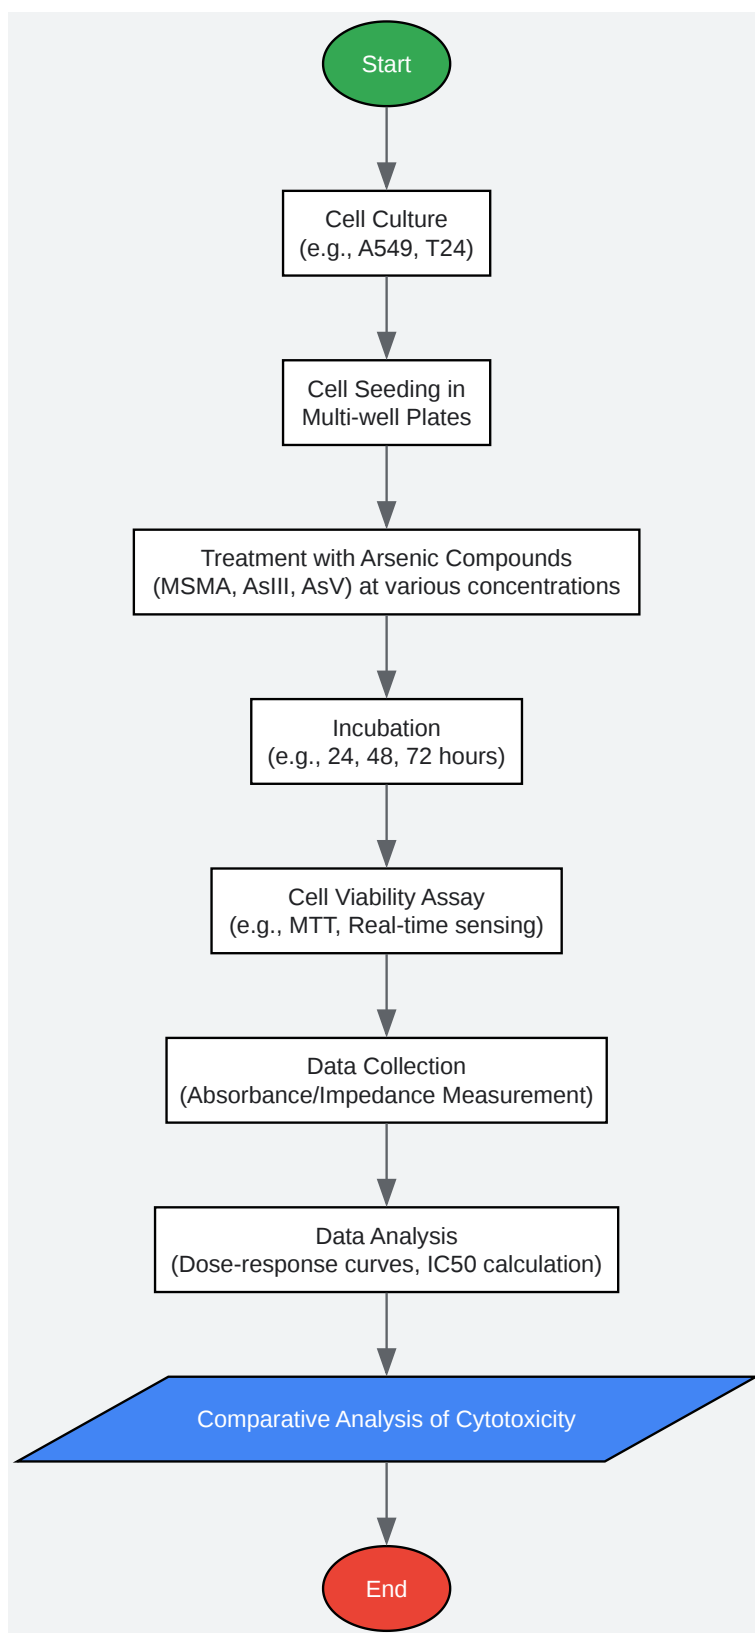 Start
Cell Culture
(e.g., A549, T24)
Cell Seeding in
Multi-well Plates
Treatment with Arsenic Compounds
(MSMA, AsIII, AsV) at various concentrations
Incubation
(e.g., 24, 48, 72 hours)
Cell Viability Assay
(e.g., MTT, Real-time sensing)
Data Collection
(Absorbance/Impedance Measurement)
Data Analysis
(Dose-response curves, IC50 calculation)
Comparative Analysis of Cytotoxicity
End